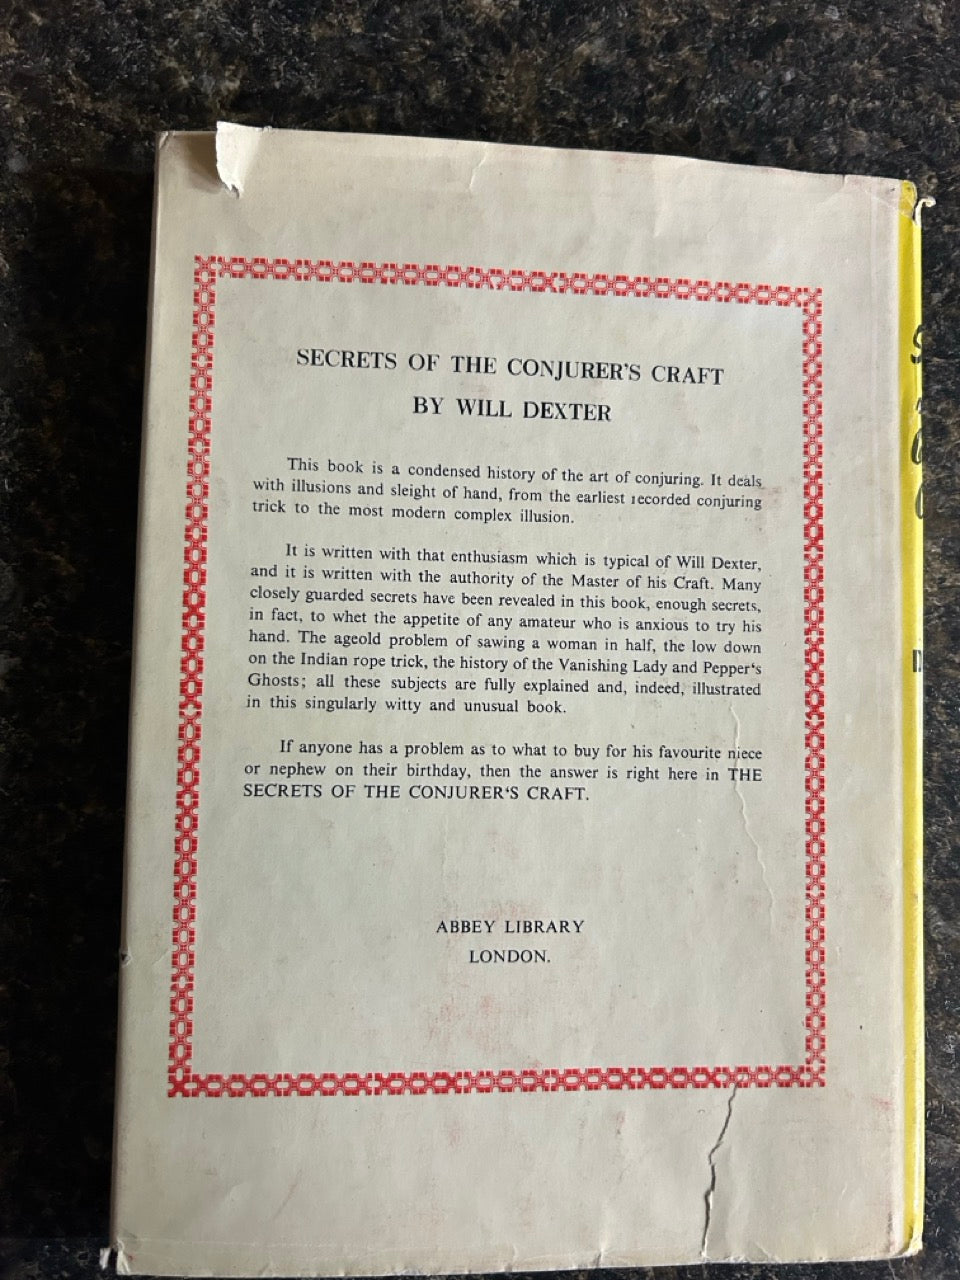 SECRETS OF THE CONJURER'S CRAFT
BY WILL DEXTER
This book is a condensed history of the art of conjuring. It deals
with illusions and sleight of hand, from the earliest recorded conjuring
trick to the most modern complex illusion.
It is written with that enthusiasm which is typical of Will Dexter,
and it is written with the authority of the Master of his Craft. Many
closely guarded secrets have been revealed in this book, enough secrets,
in fact, to whet the appetite of any amateur who is anxious to try his
hand. The ageold problem of sawing a woman in half, the low down
on the Indian rope trick, the history of the Vanishing Lady and Pepper‘s
Ghosts; all these subjects are fully explained and, indeed, illustrated
in this singularly witty and unusual book.
If anyone has a problem as to what to buy for his favourite niece
or nephew on their birthday, then the answer is right here in THE
SECRETS OF THE CONJURER‘S CRAFT.
ABBEY LIBRARY
LONDON.